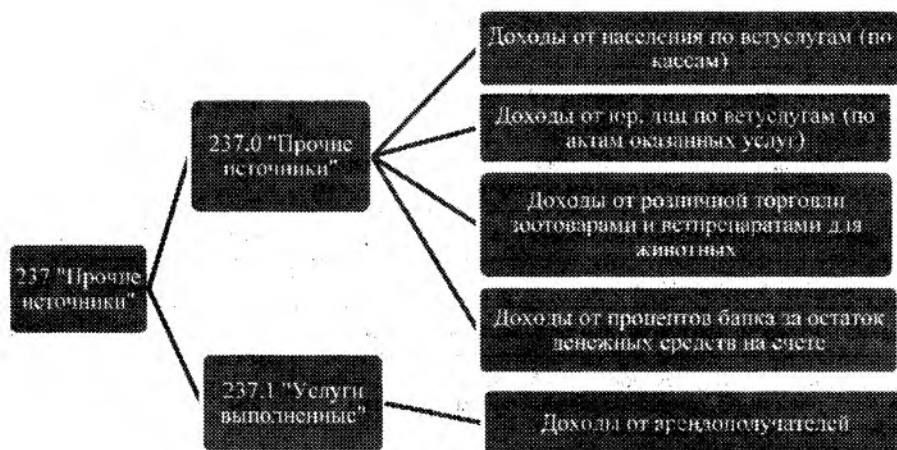 Доходы от населения по ветуслугам (по
кассам)
237.0 "Прочие
источники"
Доходы от юр. лиц по ветуслугам (по
актам оказанных услуг)
Доходы от розничной торговли
зоотоварами и ветпрепаратами для
животных
237 "Прочие
источники"
Доходы от процентов банка за остаток
денежных средств на счете
237.1 "Услуги
выполненные"
Доходы от арендополучателей